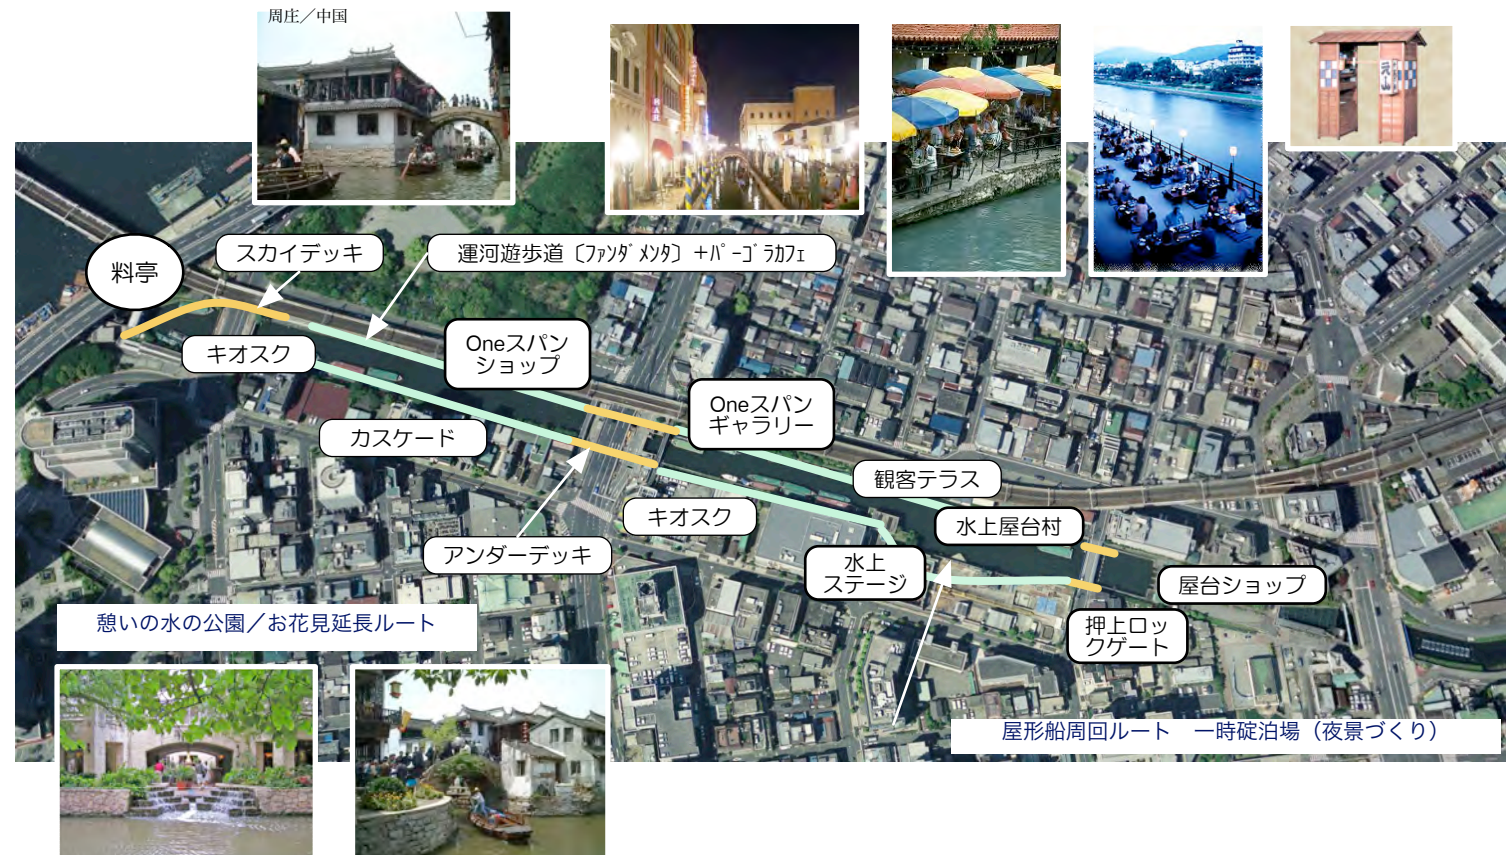 周庄／中国
料亭
スカイデッキ
運河遊歩道〔ﾌｧﾝﾀﾞﾒﾝﾀ〕＋ﾊﾟｰｺﾞﾗｶﾌｪ
キオスク
Oneスパン
ショップ
Oneスパン
ギャラリー
カスケード
観客テラス
キオスク
水上屋台村
アンダーデッキ
水上
ステージ
屋台ショップ
押上ロッ
クゲート
憩いの水の公園／お花見延長ルート
屋形船周回ルート　一時碇泊場（夜景づくり）